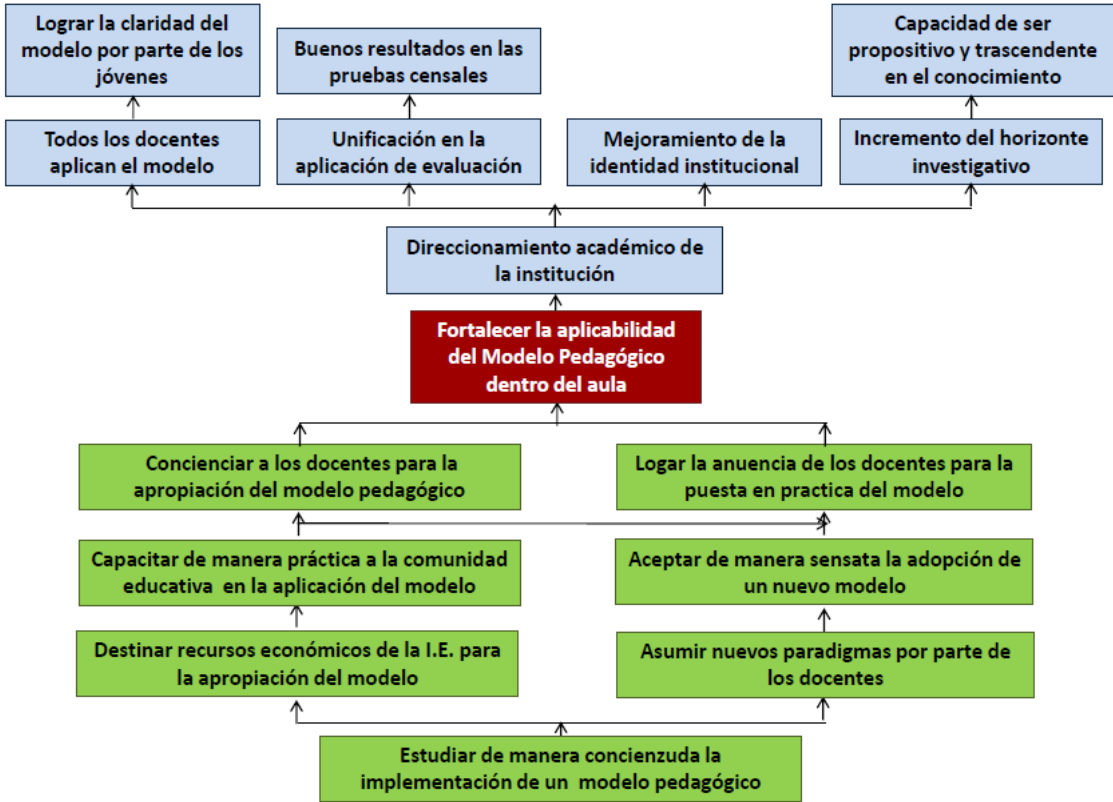 Lograr la claridad del
modelo por parte de los
jóvenes
Buenos resultados en las
pruebas censales
Capacidad de ser
propositivo y trascendente
en el conocimiento
Todos los docentes
aplican el modelo
Unificación en la
aplicación de evaluación
Mejoramiento de la
identidad institucional
Incremento del horizonte
investigativo
Direccionamiento académico de
la institución
Fortalecer la aplicabilidad
del Modelo Pedagógico
dentro del aula
Concienciar a los docentes para la
apropiación del modelo pedagógico
Logar la anuencia de los docentes para la
puesta en practica del modelo
Capacitar de manera práctica a la comunidad
educativa en la aplicación del modelo
Aceptar de manera sensata la adopción de
un nuevo modelo
Destinar recursos económicos de la I.E. para
la apropiación del modelo
Asumir nuevos paradigmas por parte de
los docentes
Estudiar de manera concienzuda la
implementación de un modelo pedagógico